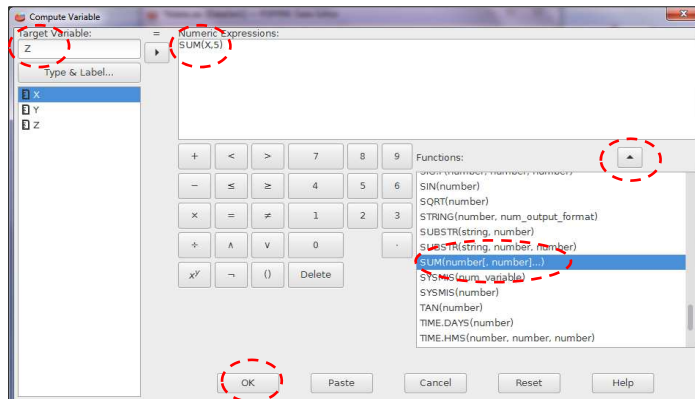 Compute Variable
Target Variable:
=
Numeric Expressions:
Z
SUM(X,5)
Type & Label...
X
Y
Z
+ < > 7 8 9
Functions:
− ≤ ≥ 4 5 6
SIN(number)
SQRT(number)
× = ≠ 1 2 3
STRING(number, num_output_format)
SUBSTR(string, number)
÷ ∧ ∨ 0 .
SUBSTR(string, number, number)
SUM(number[, number]...)
xʸ ¬ () Delete
SYSMIS(num_variable)
SYSMIS(number)
TAN(number)
TIME.DAYS(number)
TIME.HMS(number, number, number)
OK Paste Cancel Reset Help